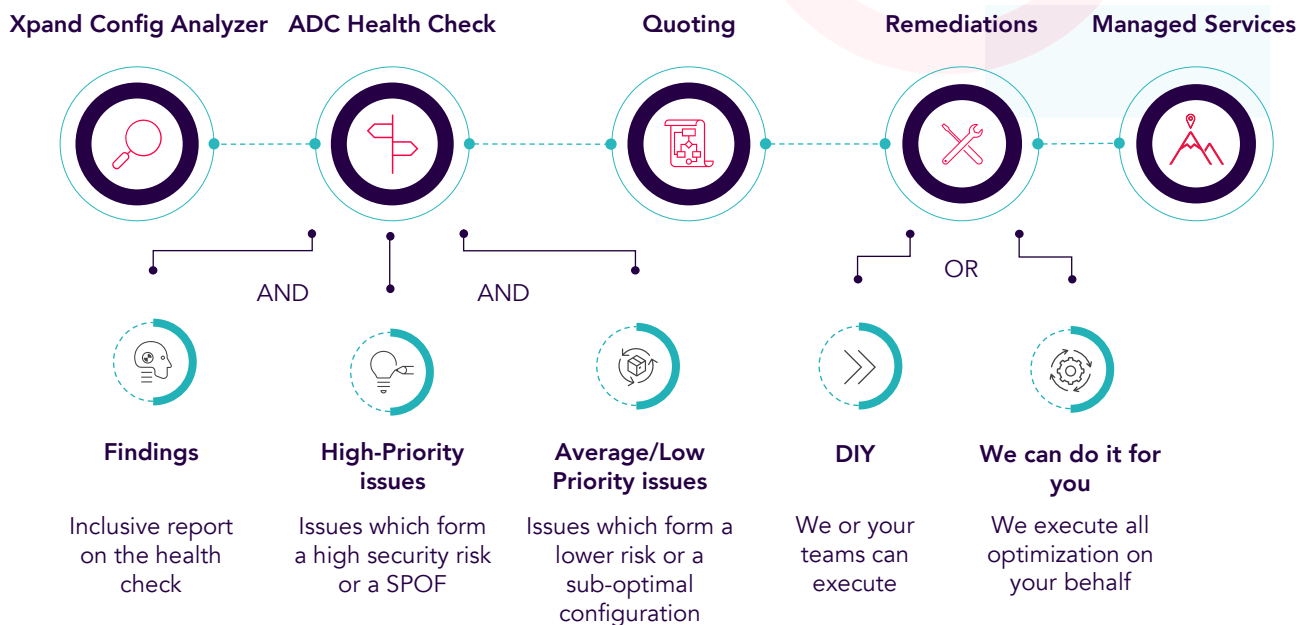 Xpand Config Analyzer
ADC Health Check
Quoting
Remediations
Managed Services
AND
AND
OR
Findings
Inclusive report
on the health
check
High-Priority
issues
Issues which form
a high security risk
or a SPOF
Average/Low
Priority issues
Issues which form a
lower risk or a
sub-optimal
configuration
DIY
We or your
teams can
execute
We can do it for
you
We execute all
optimization on
your behalf